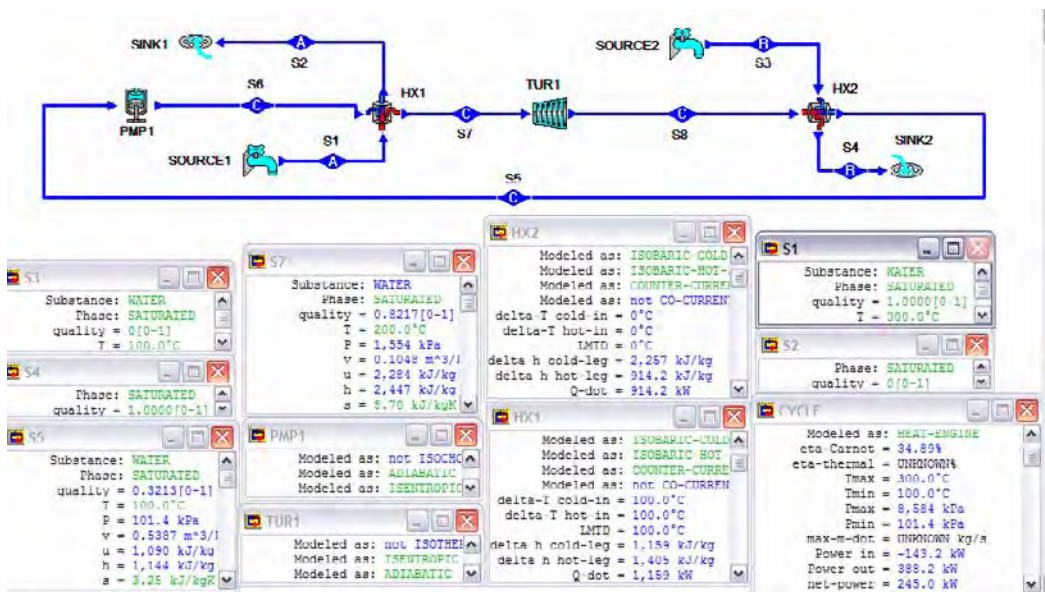 SINK1
A
S2
SOURCE2
R
S3
S6
C
PMP1
HX1
C
S7
TUR1
C
S8
HX2
SOURCE1
S1
A
S4
R
SINK2
S5
C
S3
Substance: WATER
Phase: SATURATED
quality = 0[0-1]
T = 100.0°C
S4
Phase: SATURATED
quality = 1.0000[0-1]
S5
Substance: WATER
Phase: SATURATED
quality = 0.3213[0-1]
T = 100.0°C
P = 101.4 kPa
v = 0.5387 m^3/
u = 1,090 kJ/kg
h = 1,144 kJ/kg
s = 3.25 kJ/kgK
S7
Substance: WATER
Phase: SATURATED
quality = 0.8217[0-1]
T = 200.0°C
P = 1,554 kPa
v = 0.1048 m^3/
u = 2,284 kJ/kg
h = 2,447 kJ/kg
s = 5.70 kJ/kgK
PMP1
Modeled as: not ISOCHO
Modeled as: ADIABATIC
Modeled as: ISENTROPIC
TUR1
Modeled as: not ISOTHE
Modeled as: ISENTROPIC
Modeled as: ADIABATIC
HX2
Modeled as: ISOBARIC-COLD
Modeled as: ISOBARIC-HOT-
Modeled as: COUNTER-CURRE
Modeled as: not CO-CURREN
delta-T cold-in = 0°C
delta-T hot-in = 0°C
LMTD = 0°C
delta h cold-leg = 2,257 kJ/kg
delta h hot-leg = 914.2 kJ/kg
Q-dot = 914.2 kW
HX1
Modeled as: ISOBARIC-COLD
Modeled as: ISOBARIC HOT
Modeled as: COUNTER-CURRE
Modeled as: not CO-CURREN
delta-T cold-in = 100.0°C
delta-T hot-in = 100.0°C
LMTD = 100.0°C
delta h cold-leg = 1,159 kJ/kg
delta h hot-leg = 1,405 kJ/kg
Q-dot = 1,159 kW
S1
Substance: WATER
Phase: SATURATED
quality = 1.0000[0-1]
T = 300.0°C
S2
Phase: SATURATED
quality = 0[0-1]
CYCLE
Modeled as: HEAT-ENGINE
eta-Carnot = 34.89%
eta-thermal = UNKNOWN%
Tmax = 300.0°C
Tmin = 100.0°C
Pmax = 8,584 kPa
Pmin = 101.4 kPa
max-m-dot = UNKNOWN kg/s
Power in = -143.2 kW
Power out = 388.2 kW
net-power = 245.0 kW